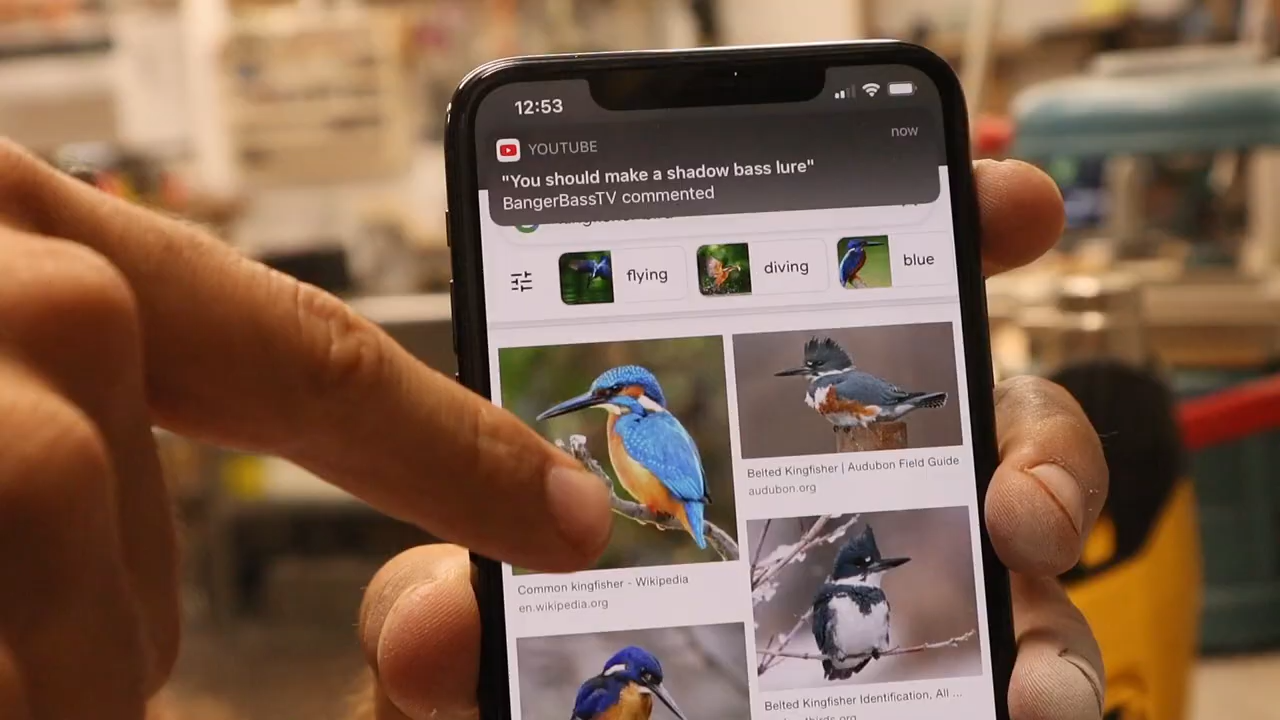 12:53
YOUTUBE
now
"You should make a shadow bass lure"
BangerBassTV commented
flying
diving
blue
Belted Kingfisher | Audubon Field Guide
audubon.org
Common kingfisher - Wikipedia
en.wikipedia.org
Belted Kingfisher Identification, All ...